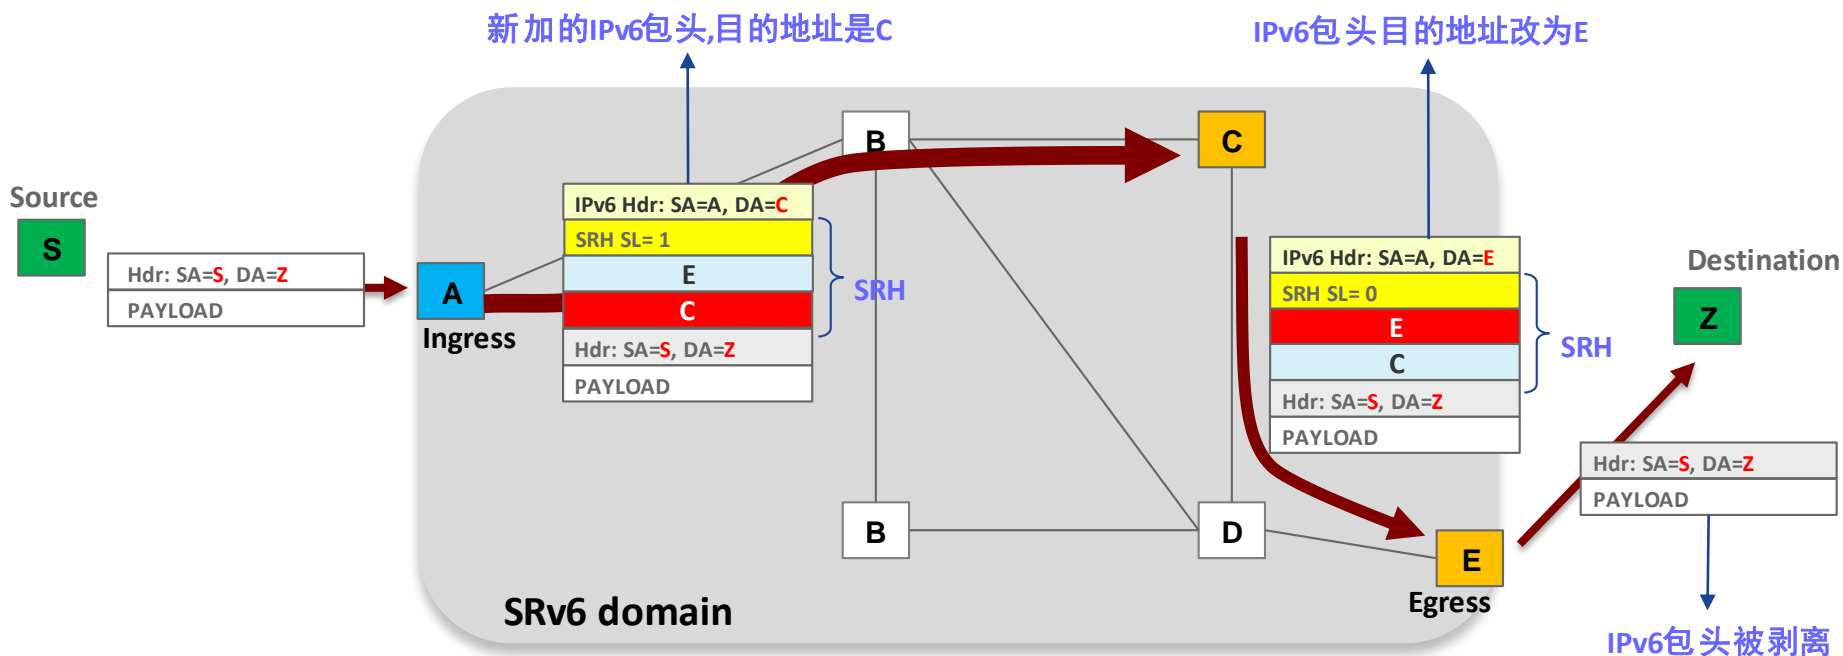 新加的IPv6包头,目的地址是C
IPv6包头目的地址改为E
B
C
Source
S
Hdr: SA=S, DA=Z
PAYLOAD
A
Ingress
IPv6 Hdr: SA=A, DA=C
SRH SL= 1
E
C
Hdr: SA=S, DA=Z
PAYLOAD
SRH
IPv6 Hdr: SA=A, DA=E
SRH SL= 0
E
C
Hdr: SA=S, DA=Z
PAYLOAD
SRH
Destination
Z
Hdr: SA=S, DA=Z
PAYLOAD
B
D
E
Egress
SRv6 domain
IPv6包头被剥离